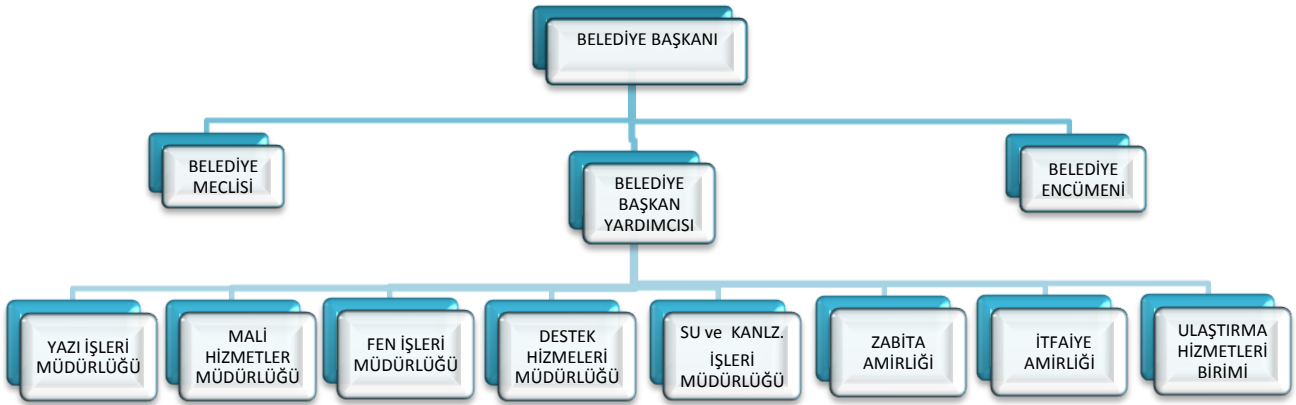 BELEDİYE BAŞKANI
BELEDİYE
MECLİSİ
BELEDİYE
BAŞKAN
YARDIMCISI
BELEDİYE
ENCÜMENİ
YAZI İŞLERİ
MÜDÜRLÜĞÜ
MALİ
HİZMETLER
MÜDÜRLÜĞÜ
FEN İŞLERİ
MÜDÜRLÜĞÜ
DESTEK
HİZMELERİ
MÜDÜRLÜĞÜ
SU ve KANLZ.
İŞLERİ
MÜDÜRLÜĞÜ
ZABİTA
AMİRLİĞİ
İTFAİYE
AMİRLİĞİ
ULAŞTIRMA
HİZMETLERİ
BİRİMİ